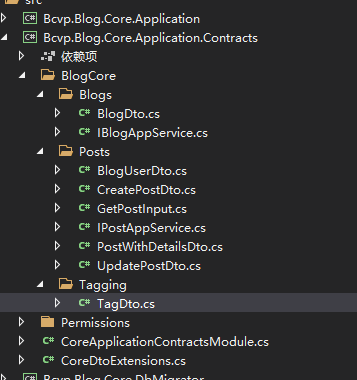 src
C# Bcvp.Blog.Core.Application
C# Bcvp.Blog.Core.Application.Contracts
依赖项
BlogCore
Blogs
C# BlogDto.cs
C# IBlogAppService.cs
Posts
C# BlogUserDto.cs
C# CreatePostDto.cs
C# GetPostInput.cs
C# IPostAppService.cs
C# PostWithDetailsDto.cs
C# UpdatePostDto.cs
Tagging
C# TagDto.cs
Permissions
C# CoreApplicationContractsModule.cs
C# CoreDtoExtensions.cs
C# Bcvp.Blog.Core.DbMigrator